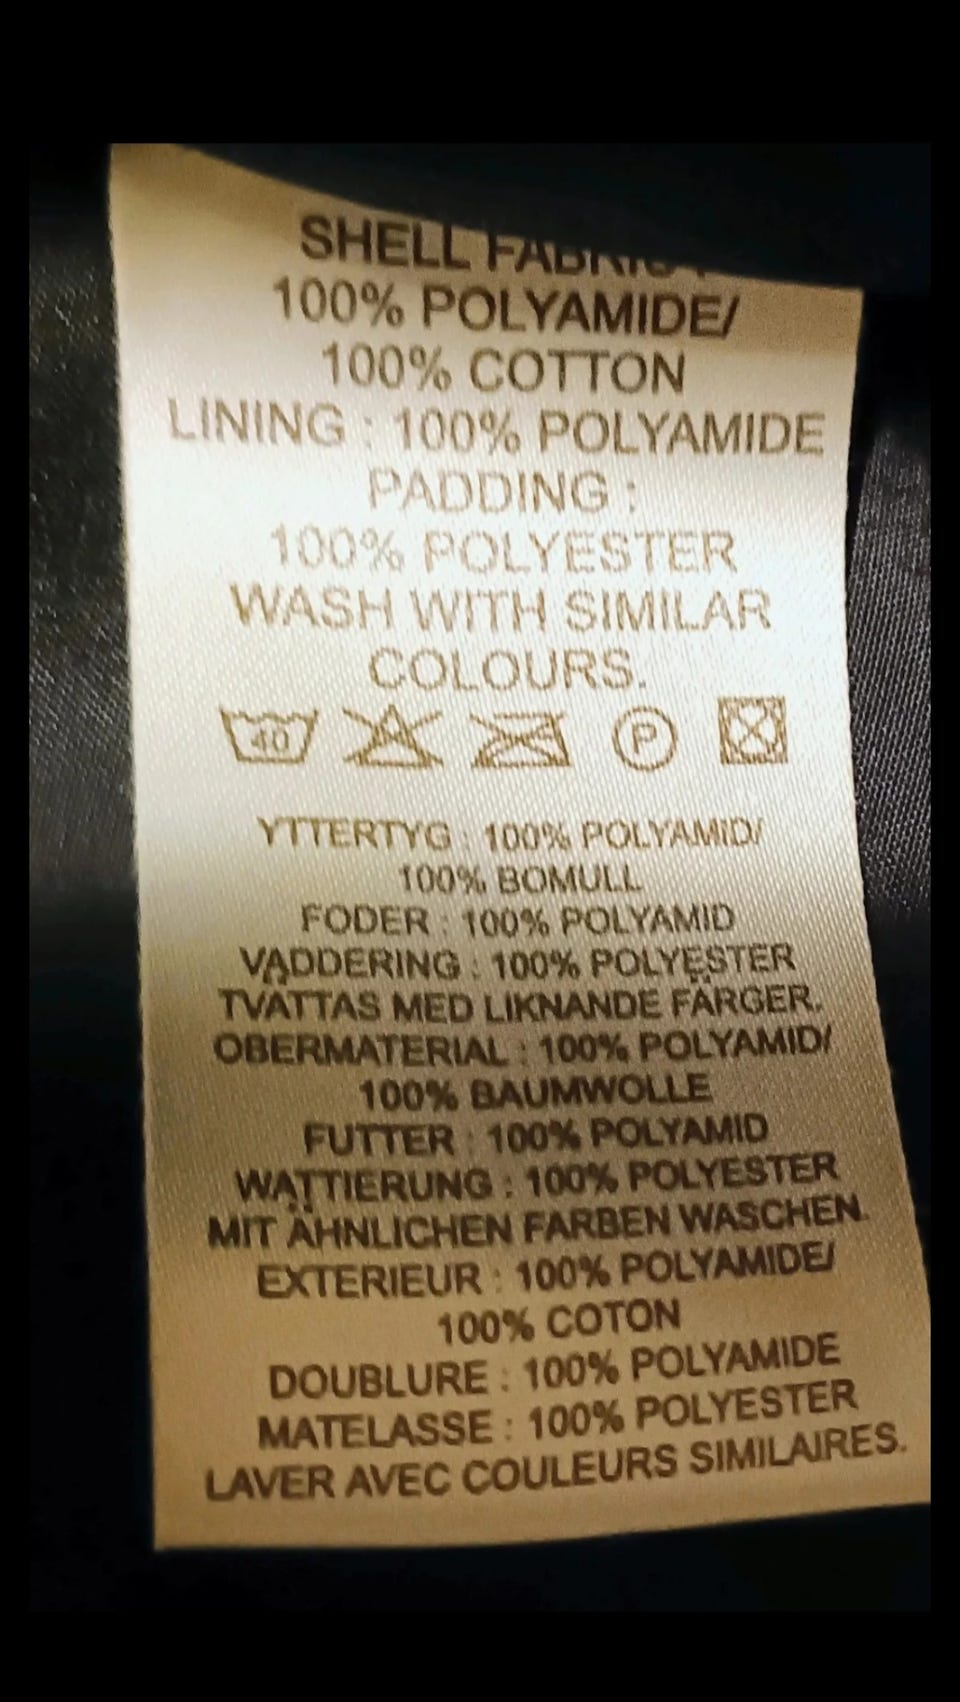 SHELL FABRIC
100% POLYAMIDE/
100% COTTON
LINING : 100% POLYAMIDE
PADDING :
100% POLYESTER
WASH WITH SIMILAR
COLOURS.
40 P
YTTERTYG : 100% POLYAMID/
100% BOMULL
FODER : 100% POLYAMID
VADDERING : 100% POLYESTER
TVÄTTAS MED LIKNANDE FÄRGER.
OBERMATERIAL : 100% POLYAMID/
100% BAUMWOLLE
FUTTER : 100% POLYAMID
WATTIERUNG : 100% POLYESTER
MIT ÄHNLICHEN FARBEN WASCHEN.
EXTERIEUR : 100% POLYAMIDE/
100% COTON
DOUBLURE : 100% POLYAMIDE
MATELASSE : 100% POLYESTER
LAVER AVEC COULEURS SIMILAIRES.